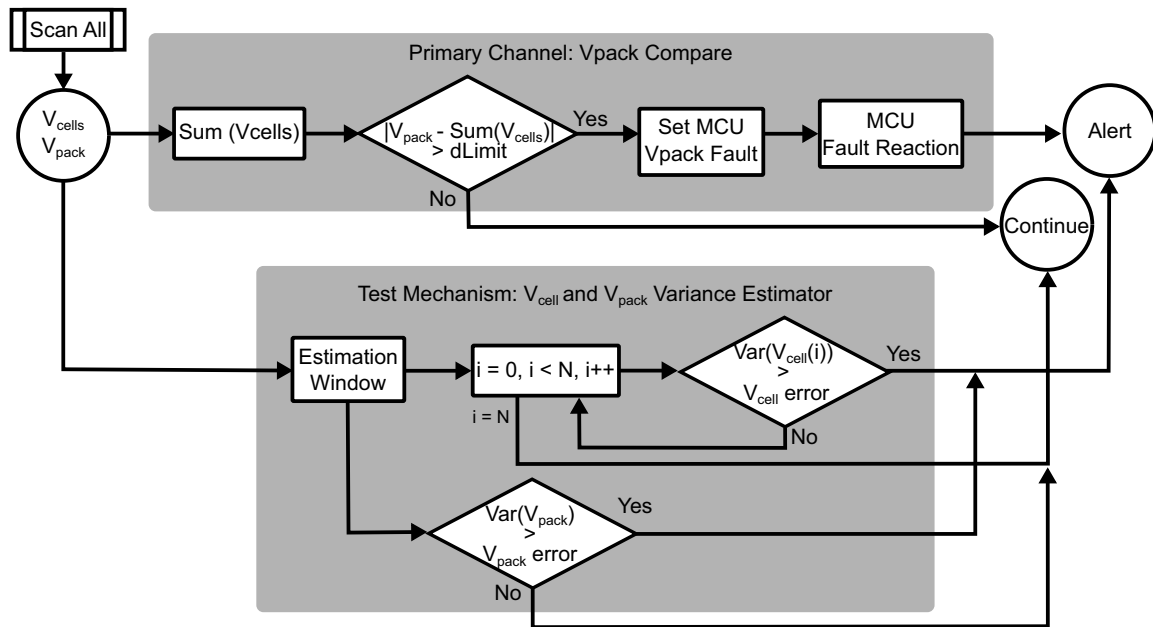 Scan All
Primary Channel: Vpack Compare
Vcells
Vpack
Sum (Vcells)
|Vpack - Sum(Vcells)|
> dLimit
Yes
No
Set MCU
Vpack Fault
MCU
Fault Reaction
Alert
Continue
Test Mechanism: Vcell and Vpack Variance Estimator
Estimation
Window
i = 0, i < N, i++
i = N
Var(Vcell(i))
>
Vcell error
Yes
No
Var(Vpack)
>
Vpack error
Yes
No